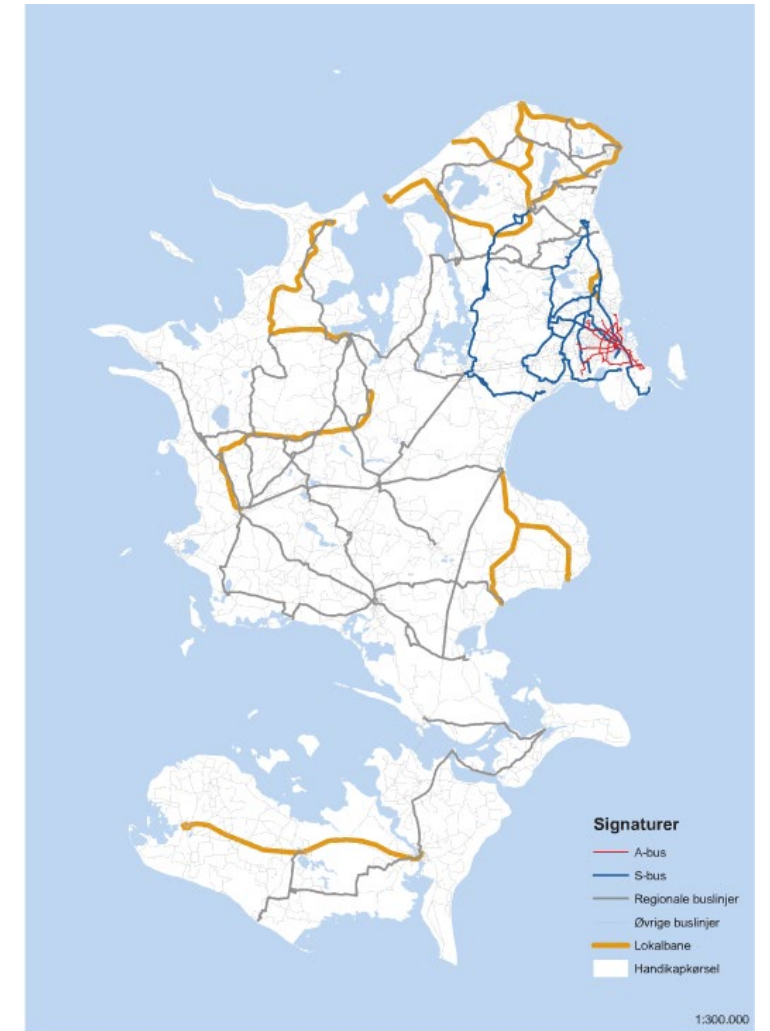 Signaturer
A-bus
S-bus
Regionale buslinjer
Øvrige buslinjer
Lokalbane
Handikapkørsel
1:300.000